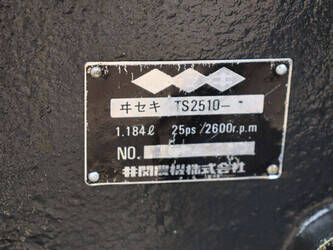 ヰセキ TS2510-
1.184ℓ 25ps/2600r.p.m
NO.
井関農機株式会社